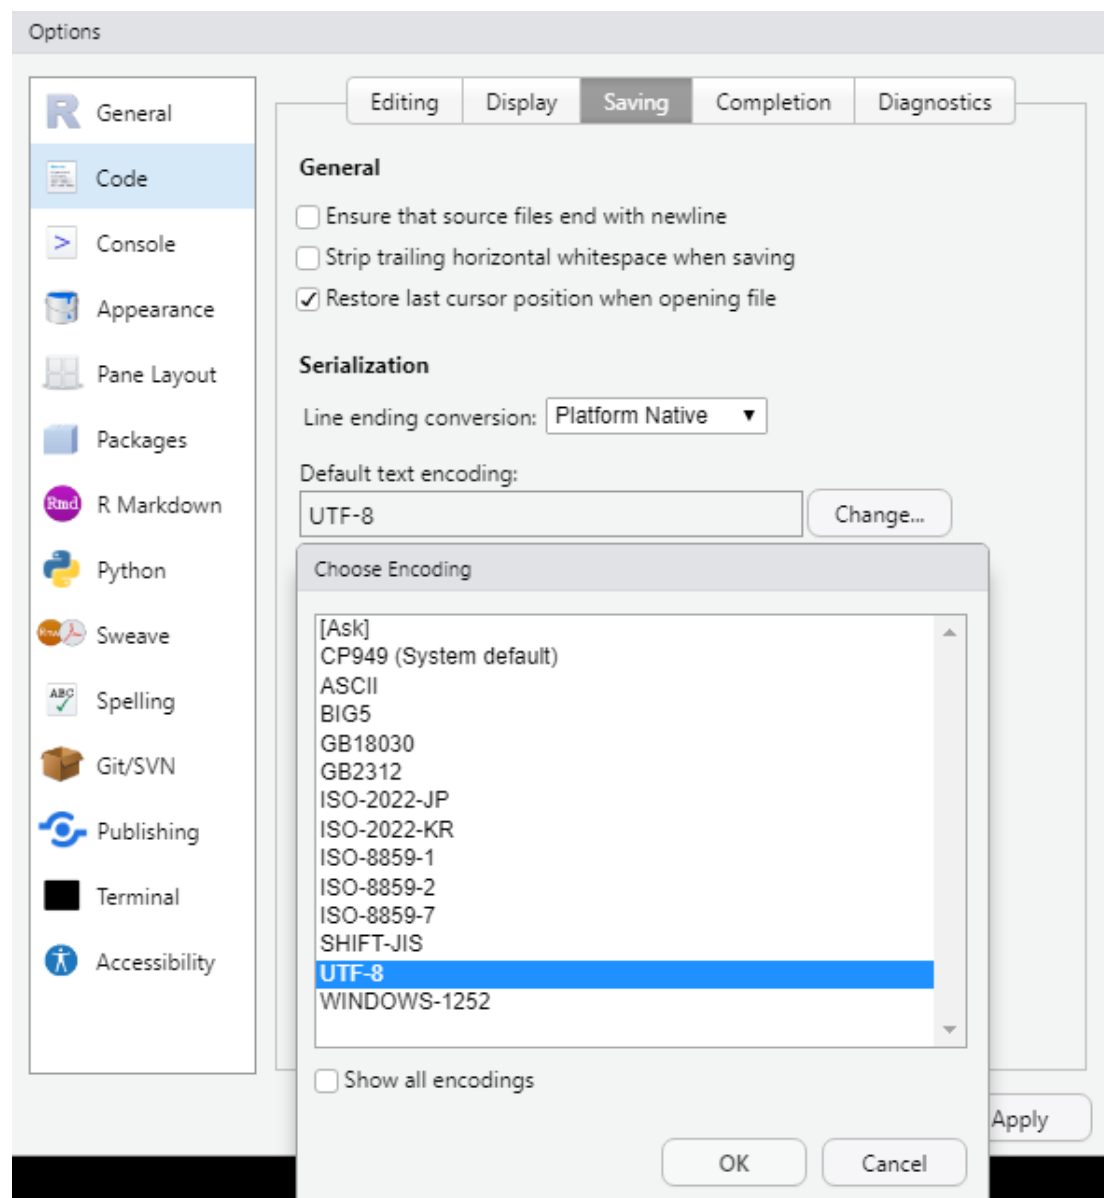 Options
General
Code
Console
Appearance
Pane Layout
Packages
Rmd R Markdown
Python
Rnw Sweave
ABC Spelling
Git/SVN
Publishing
Terminal
Accessibility
Editing Display Saving Completion Diagnostics
General
Ensure that source files end with newline
Strip trailing horizontal whitespace when saving
Restore last cursor position when opening file
Serialization
Line ending conversion: Platform Native
Default text encoding:
UTF-8 Change...
Choose Encoding
[Ask]
CP949 (System default)
ASCII
BIG5
GB18030
GB2312
ISO-2022-JP
ISO-2022-KR
ISO-8859-1
ISO-8859-2
ISO-8859-7
SHIFT-JIS
UTF-8
WINDOWS-1252
Show all encodings
Apply
OK Cancel